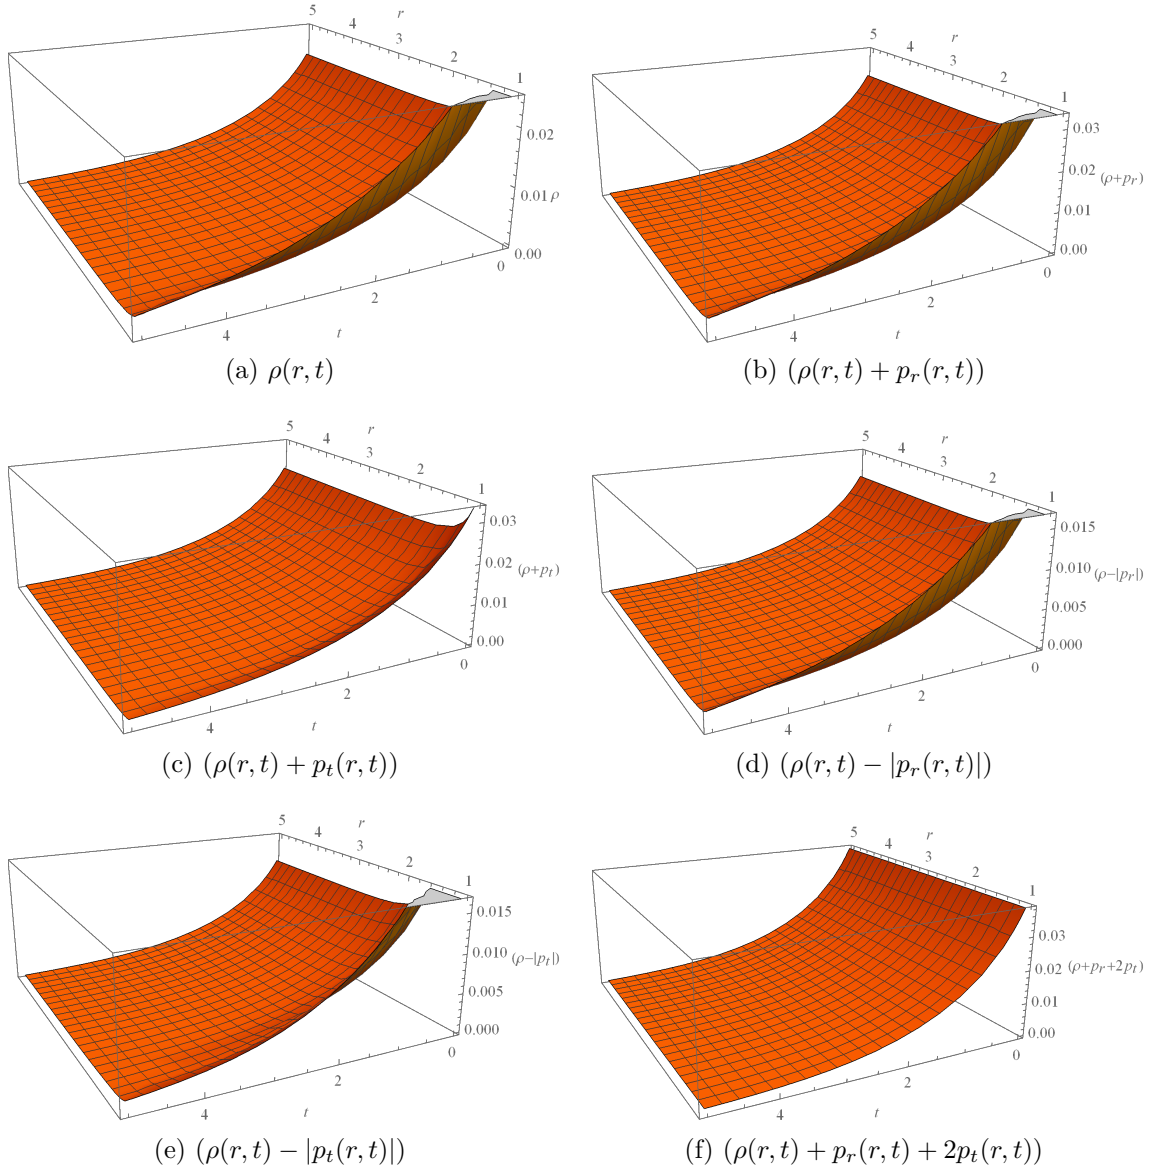 5 4 r 3 2 1
0.02
0.01 ρ
0.00
0
2
4 t
(a) ρ(r, t)
5 4 r 3 2 1
0.03
0.02 (ρ+p_r)
0.01
0.00
0
2
4 t
(b) (ρ(r, t) + p_r(r, t))
5 4 r 3 2 1
0.03
0.02 (ρ+p_t)
0.01
0.00
0
2
4 t
(c) (ρ(r, t) + p_t(r, t))
5 4 r 3 2 1
0.015
0.010 (ρ-|p_r|)
0.005
0.000
0
2
4 t
(d) (ρ(r, t) − |p_r(r, t)|)
5 4 r 3 2 1
0.015
0.010 (ρ-|p_t|)
0.005
0.000
0
2
4 t
(e) (ρ(r, t) − |p_t(r, t)|)
5 4 r 3 2 1
0.03
0.02 (ρ+p_r+2p_t)
0.01
0.00
0
2
4 t
(f) (ρ(r, t) + p_r(r, t) + 2p_t(r, t))